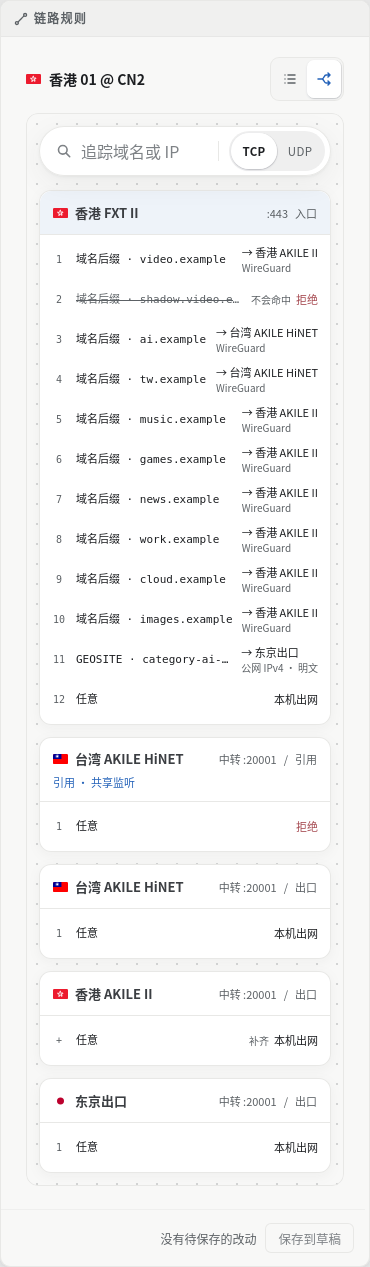 链路规则
香港 01 @ CN2
追踪域名或 IP
TCP
UDP
香港 FXT II
:443 入口
1 域名后缀 · video.example → 香港 AKILE II
WireGuard
2 域名后缀 · shadow.video.e… 不会命中 拒绝
3 域名后缀 · ai.example → 台湾 AKILE HiNET
WireGuard
4 域名后缀 · tw.example → 台湾 AKILE HiNET
WireGuard
5 域名后缀 · music.example → 香港 AKILE II
WireGuard
6 域名后缀 · games.example → 香港 AKILE II
WireGuard
7 域名后缀 · news.example → 香港 AKILE II
WireGuard
8 域名后缀 · work.example → 香港 AKILE II
WireGuard
9 域名后缀 · cloud.example → 香港 AKILE II
WireGuard
10 域名后缀 · images.example → 香港 AKILE II
WireGuard
11 GEOSITE · category-ai-… → 东京出口
公网 IPv4 · 明文
12 任意 本机出网
台湾 AKILE HiNET 中转 :20001 / 引用
引用 · 共享监听
1 任意 拒绝
台湾 AKILE HiNET 中转 :20001 / 出口
1 任意 本机出网
香港 AKILE II 中转 :20001 / 出口
+ 任意 补齐 本机出网
东京出口 中转 :20001 / 出口
1 任意 本机出网
没有待保存的改动 保存到草稿